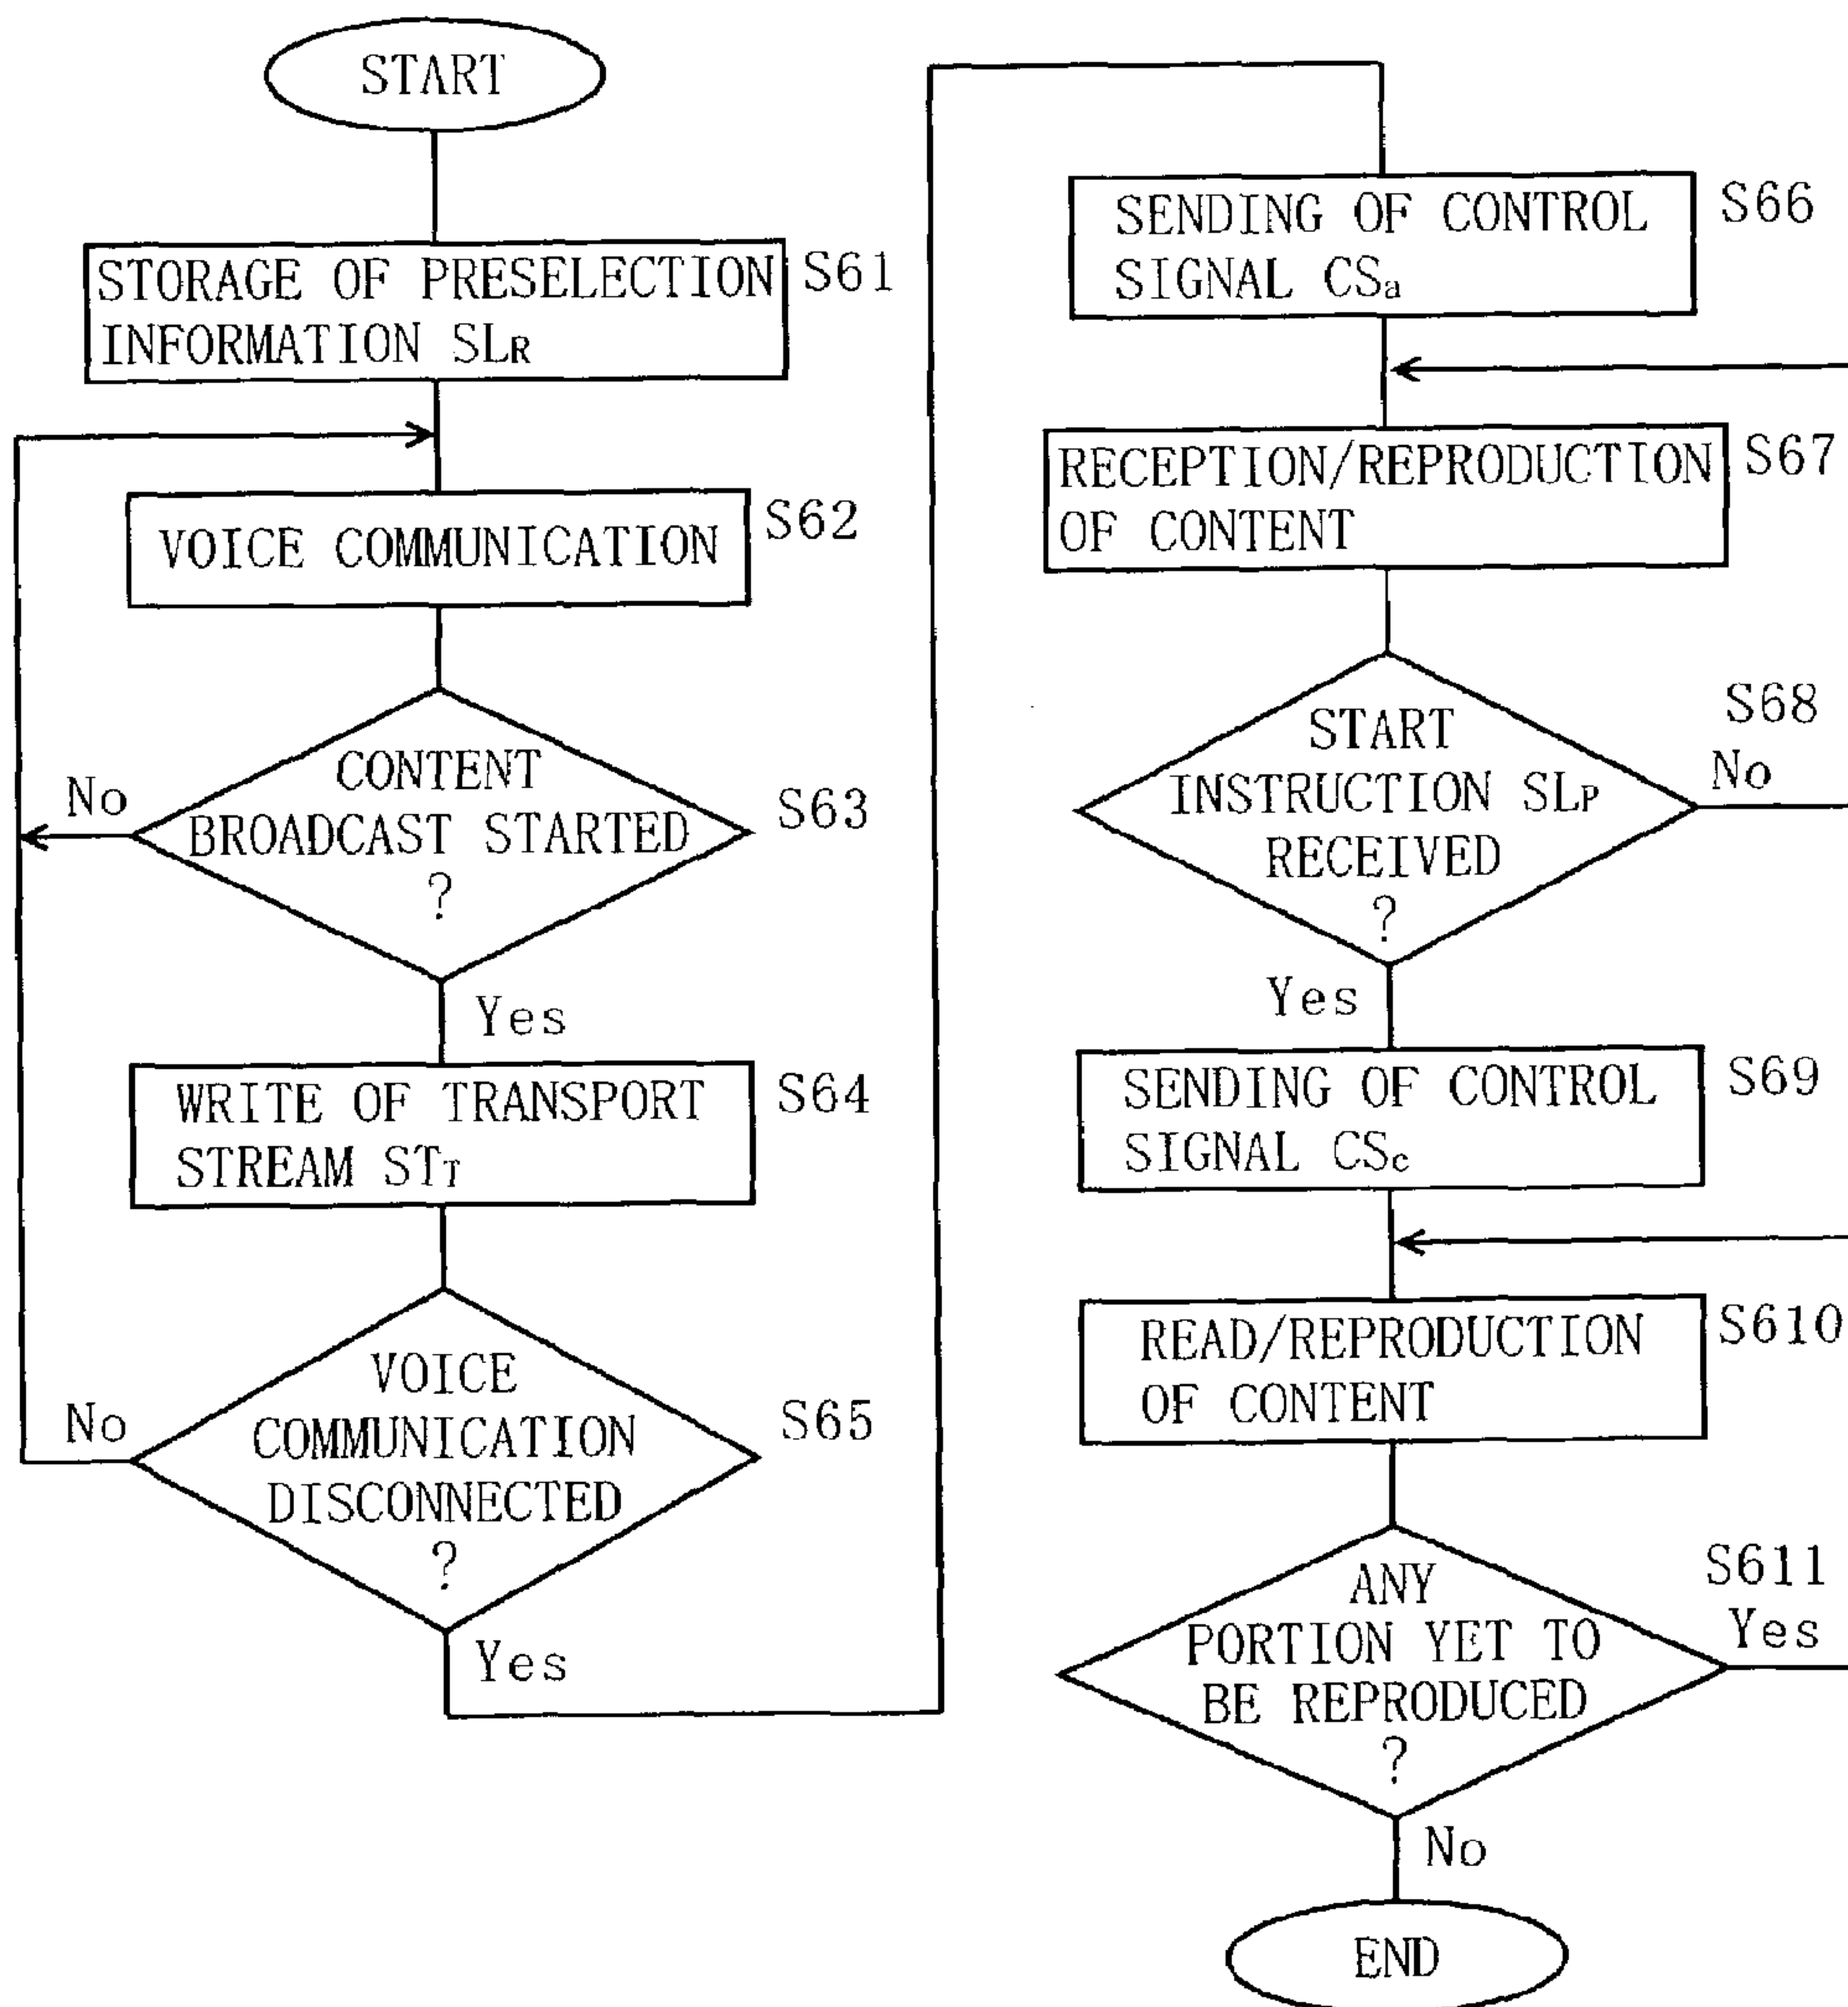 START
STORAGE OF PRESELECTION
INFORMATION SLR
S61
VOICE COMMUNICATION
S62
CONTENT
BROADCAST STARTED
?
S63
No
Yes
WRITE OF TRANSPORT
STREAM STT
S64
VOICE
COMMUNICATION
DISCONNECTED
?
S65
No
Yes
SENDING OF CONTROL
SIGNAL CSa
S66
RECEPTION/REPRODUCTION
OF CONTENT
S67
START
INSTRUCTION SLP
RECEIVED
?
S68
No
Yes
SENDING OF CONTROL
SIGNAL CSc
S69
READ/REPRODUCTION
OF CONTENT
S610
ANY
PORTION YET TO
BE REPRODUCED
?
S611
Yes
No
END